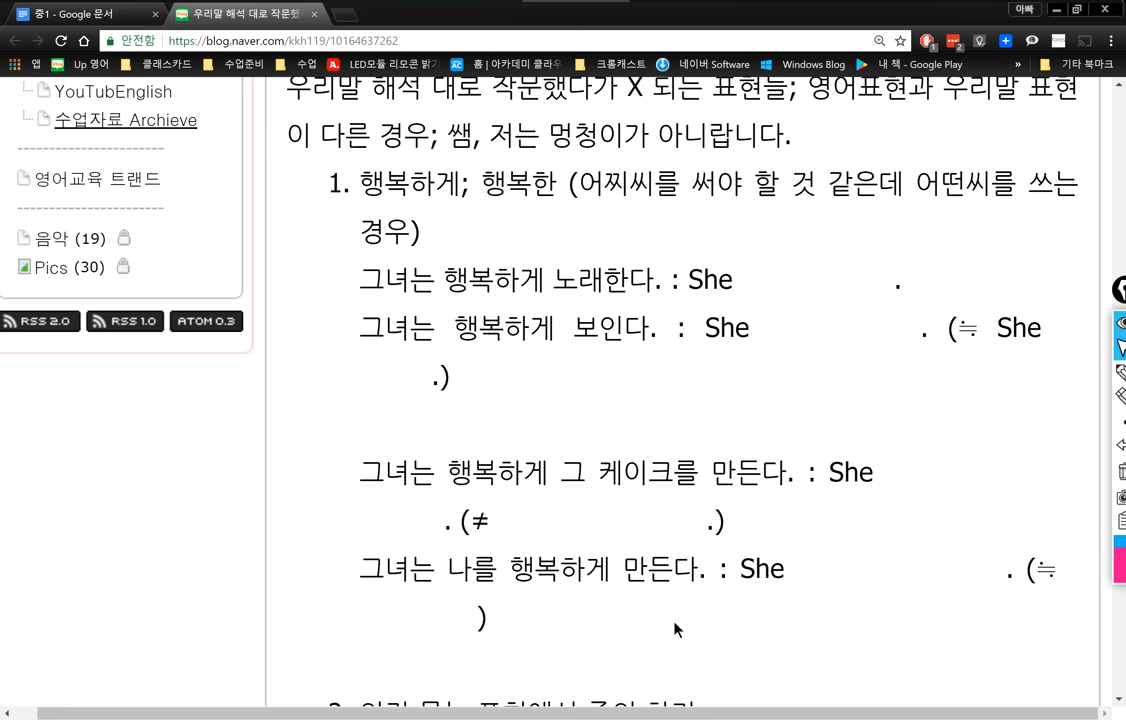 중1 - Google 문서
우리말 해석 대로 작문했
아빠
안전함
https://blog.naver.com/kkh119/10164637262
앱
Up 영어
클래스카드
수업준비
수업
LED모듈 리모콘 밝기
홈 | 아카데미 클라우
크롬캐스트
네이버 Software
Windows Blog
내 책 - Google Play
»
기타 북마크
YouTubEnglish
수업자료 Archieve
-----------------------
영어교육 트랜드
-----------------------
음악 (19)
Pics (30)
RSS 2.0
RSS 1.0
ATOM 0.3
우리말 해석 대로 작문했다가 X 되는 표현들; 영어표현과 우리말 표현
이 다른 경우; 쌤, 저는 멍청이가 아니랍니다.
1. 행복하게; 행복한 (어찌씨를 써야 할 것 같은데 어떤씨를 쓰는
경우)
그녀는 행복하게 노래한다. : She .
그녀는 행복하게 보인다. : She . (≒ She
.)
그녀는 행복하게 그 케이크를 만든다. : She
. (≠ .)
그녀는 나를 행복하게 만든다. : She . (≒
)